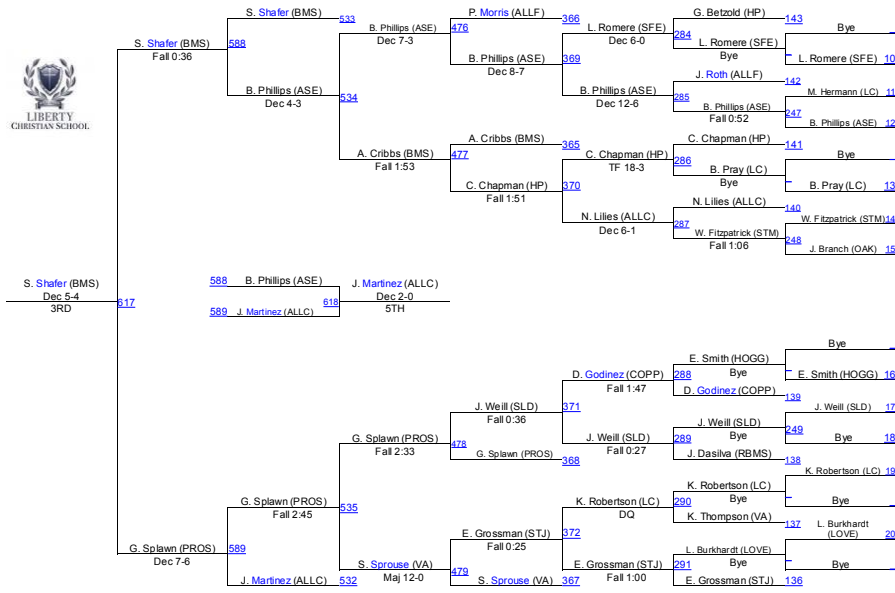 LIBERTY
CHRISTIAN SCHOOL
S. Shafer (BMS)
Dec 5-4
3RD
617
S. Shafer (BMS)
Fall 0:36
588
G. Splawn (PROS)
Dec 7-6
589
S. Shafer (BMS)
533
B. Phillips (ASE)
Dec 4-3
534
G. Splawn (PROS)
Fall 2:45
535
J. Martinez (ALLC)
532
588
B. Phillips (ASE)
589
J. Martinez (ALLC)
618
J. Martinez (ALLC)
Dec 2-0
5TH
B. Phillips (ASE)
Dec 7-3
476
A. Cribbs (BMS)
Fall 1:53
477
G. Splawn (PROS)
Fall 2:33
478
S. Sprouse (VA)
Maj 12-0
479
P. Morris (ALLF)
366
B. Phillips (ASE)
Dec 8-7
369
A. Cribbs (BMS)
365
C. Chapman (HP)
Fall 1:51
370
J. Weill (SLD)
Fall 0:36
371
G. Splawn (PROS)
368
E. Grossman (STJ)
Fall 0:25
372
S. Sprouse (VA)
367
L. Romere (SFE)
Dec 6-0
284
B. Phillips (ASE)
Dec 12-6
285
C. Chapman (HP)
TF 18-3
286
N. Lilies (ALLC)
Dec 6-1
287
D. Godinez (COPP)
Fall 1:47
288
J. Weill (SLD)
Fall 0:27
289
K. Robertson (LC)
DQ
290
E. Grossman (STJ)
Fall 1:00
291
G. Betzold (HP)
143
L. Romere (SFE)
Bye
J. Roth (ALLF)
142
B. Phillips (ASE)
Fall 0:52
247
C. Chapman (HP)
141
B. Pray (LC)
Bye
N. Lilies (ALLC)
140
W. Fitzpatrick (STM)
Fall 1:06
248
E. Smith (HOGG)
Bye
D. Godinez (COPP)
139
J. Weill (SLD)
Bye
249
J. Dasilva (RBMS)
138
K. Robertson (LC)
Bye
K. Thompson (VA)
137
L. Burkhardt (LOVE)
Bye
E. Grossman (STJ)
136
Bye
L. Romere (SFE)
10
M. Hermann (LC)
11
B. Phillips (ASE)
12
Bye
B. Pray (LC)
13
W. Fitzpatrick (STM)
14
J. Branch (OAK)
15
Bye
E. Smith (HOGG)
16
J. Weill (SLD)
17
Bye
18
K. Robertson (LC)
19
Bye
L. Burkhardt
(LOVE)
20
Bye